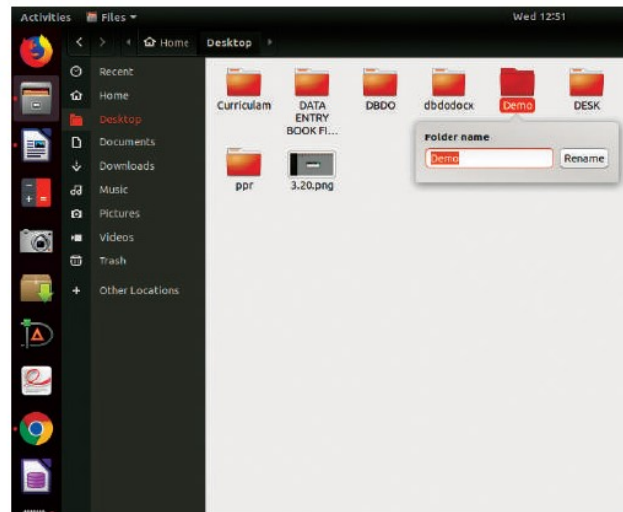 Activities Files Wed 12:51
Home Desktop
Recent
Home
Desktop
Documents
Downloads
Music
Pictures
Videos
Trash
Other Locations
Curriculam DATA ENTRY BOOK FI... DBDO dbdodocx Demo DESK
Folder name
Demo Rename
ppr 3.20.png